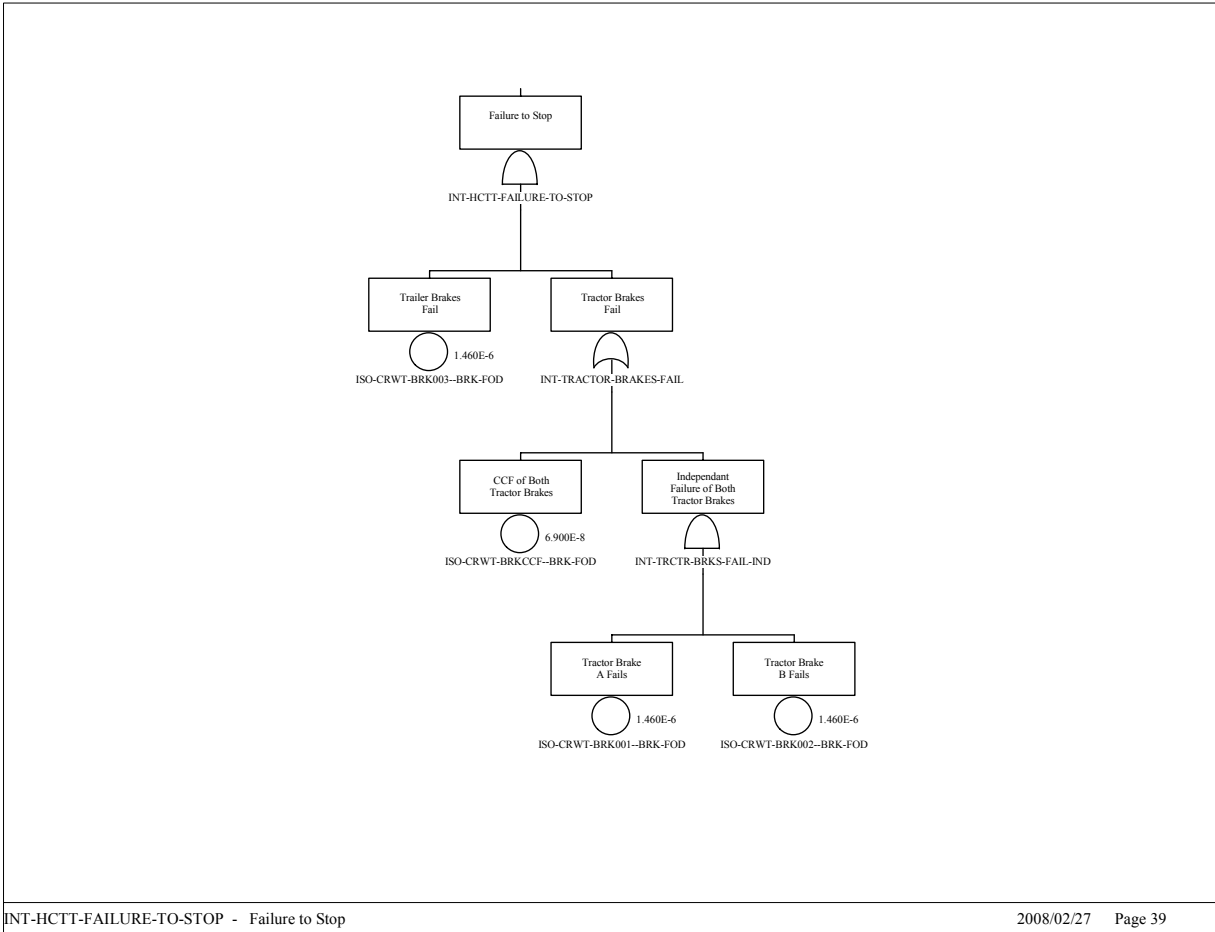 Failure to Stop
INT-HCTT-FAILURE-TO-STOP
Trailer Brakes
Fail
1.460E-6
ISO-CRWT-BRK003--BRK-FOD
Tractor Brakes
Fail
INT-TRACTOR-BRAKES-FAIL
CCF of Both
Tractor Brakes
6.900E-8
ISO-CRWT-BRKCCF--BRK-FOD
Independant
Failure of Both
Tractor Brakes
INT-TRCTR-BRKS-FAIL-IND
Tractor Brake
A Fails
1.460E-6
ISO-CRWT-BRK001--BRK-FOD
Tractor Brake
B Fails
1.460E-6
ISO-CRWT-BRK002--BRK-FOD
INT-HCTT-FAILURE-TO-STOP - Failure to Stop
2008/02/27 Page 39